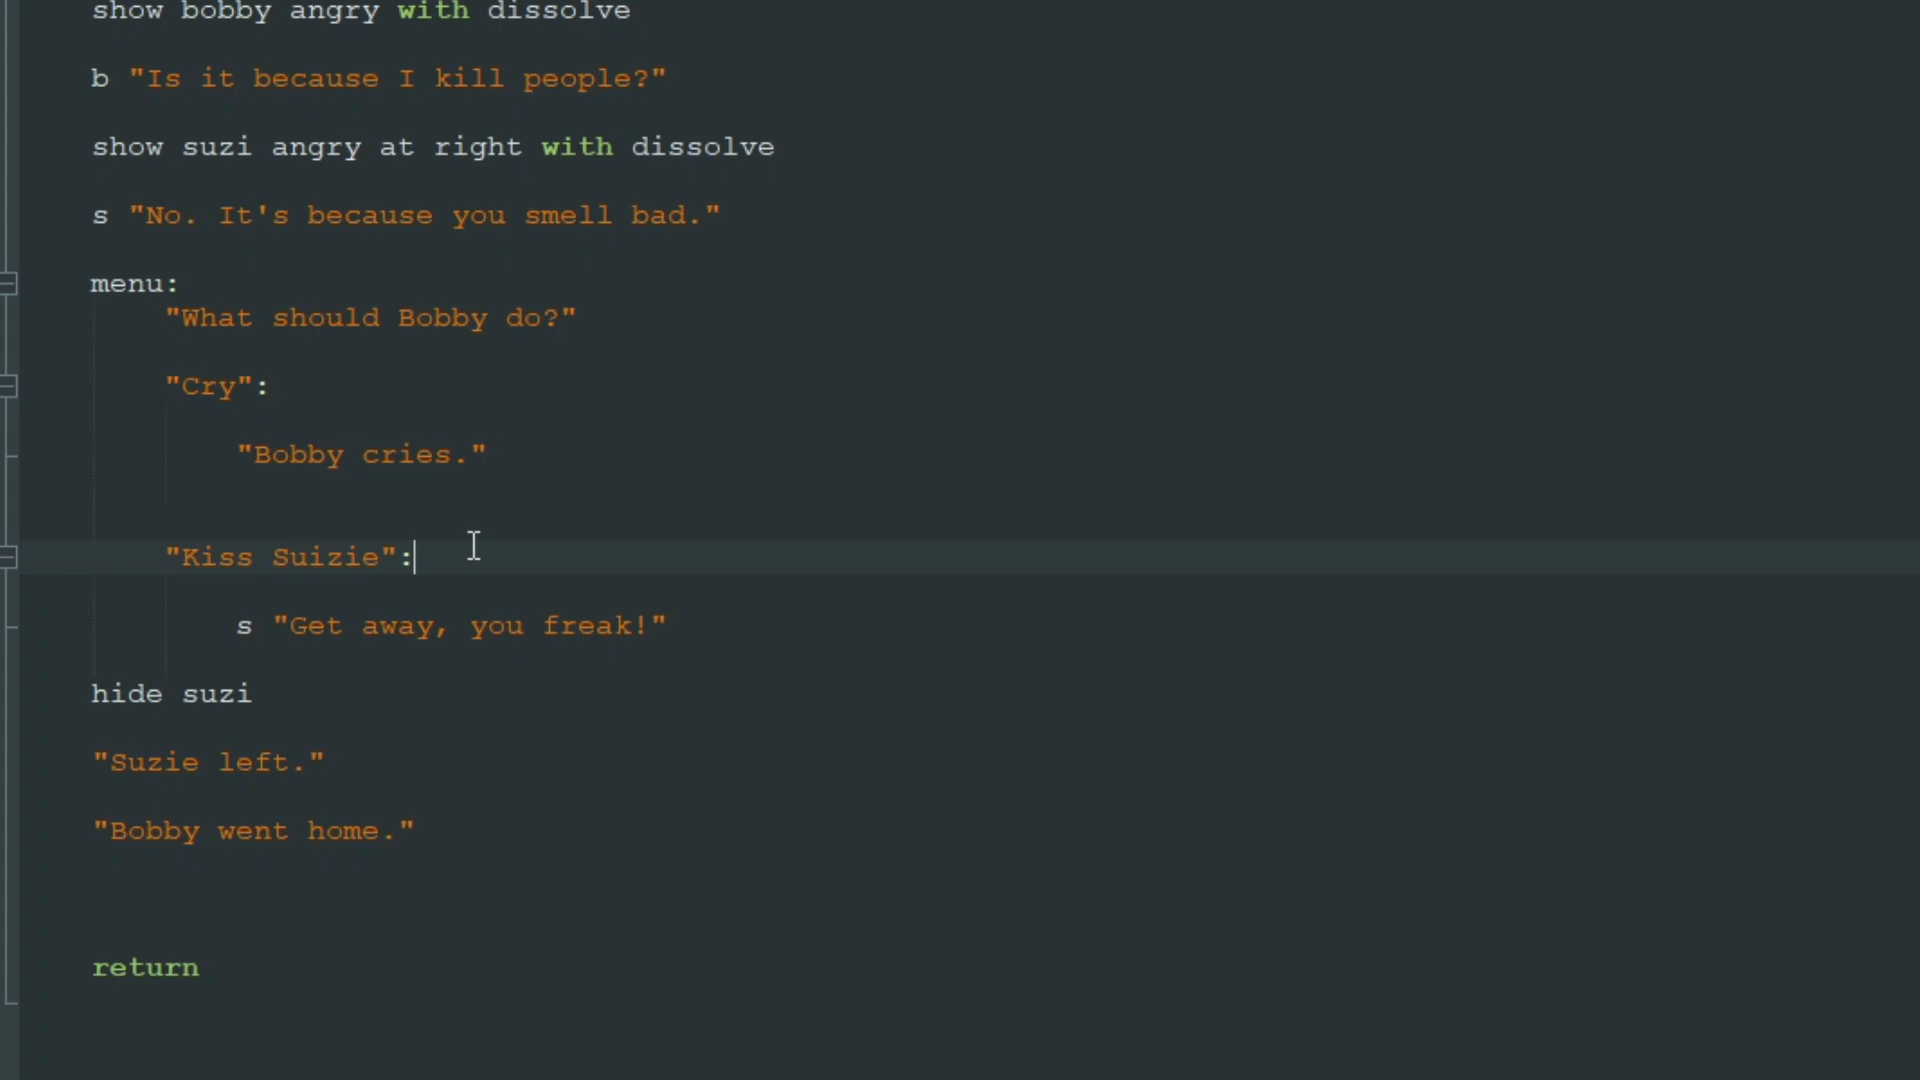 show bobby angry with dissolve
b "Is it because I kill people?"
show suzi angry at right with dissolve
s "No. It's because you smell bad."
menu:
"What should Bobby do?"
"Cry":
"Bobby cries."
"Kiss Suizie":
s "Get away, you freak!"
hide suzi
"Suzie left."
"Bobby went home."
return